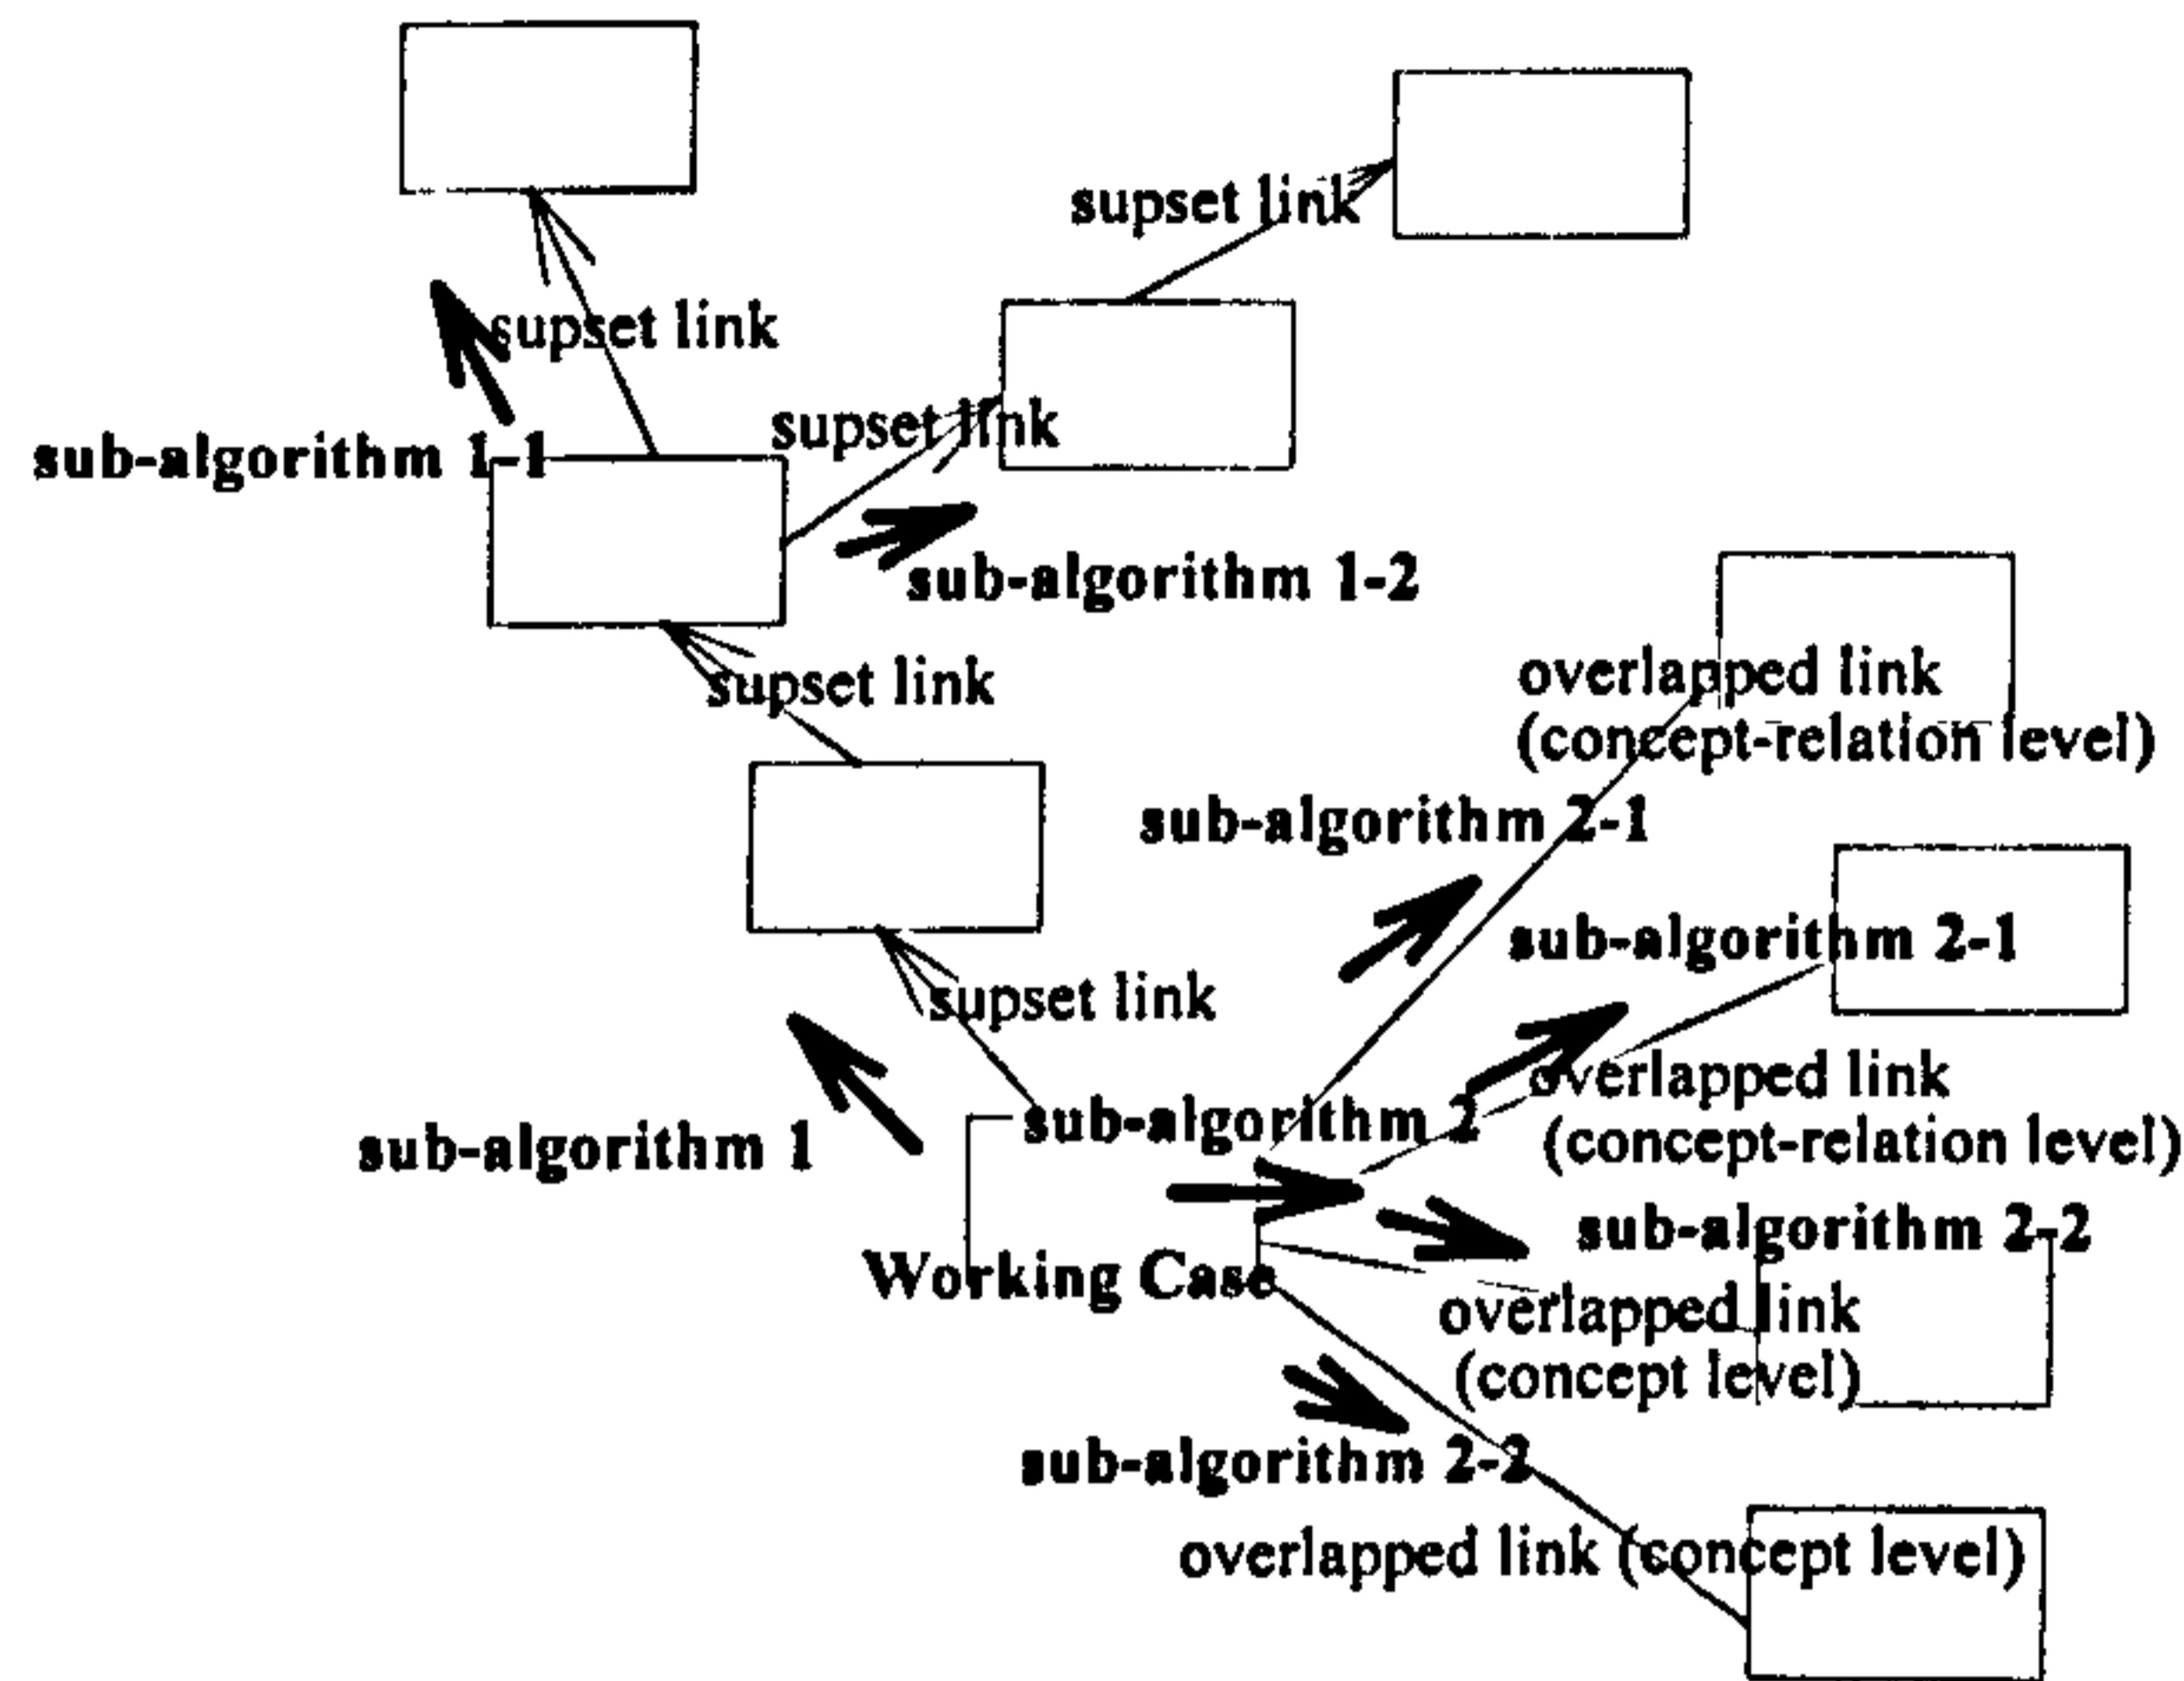 supset link
supset link
supset link
sub-algorithm 1-1
sub-algorithm 1-2
supset link
overlapped link
(concept-relation level)
sub-algorithm 2-1
sub-algorithm 2-1
supset link
overlapped link
(concept-relation level)
sub-algorithm 2
sub-algorithm 1
sub-algorithm 2-2
Working Case
overlapped link
(concept level)
sub-algorithm 2-2
overlapped link (concept level)